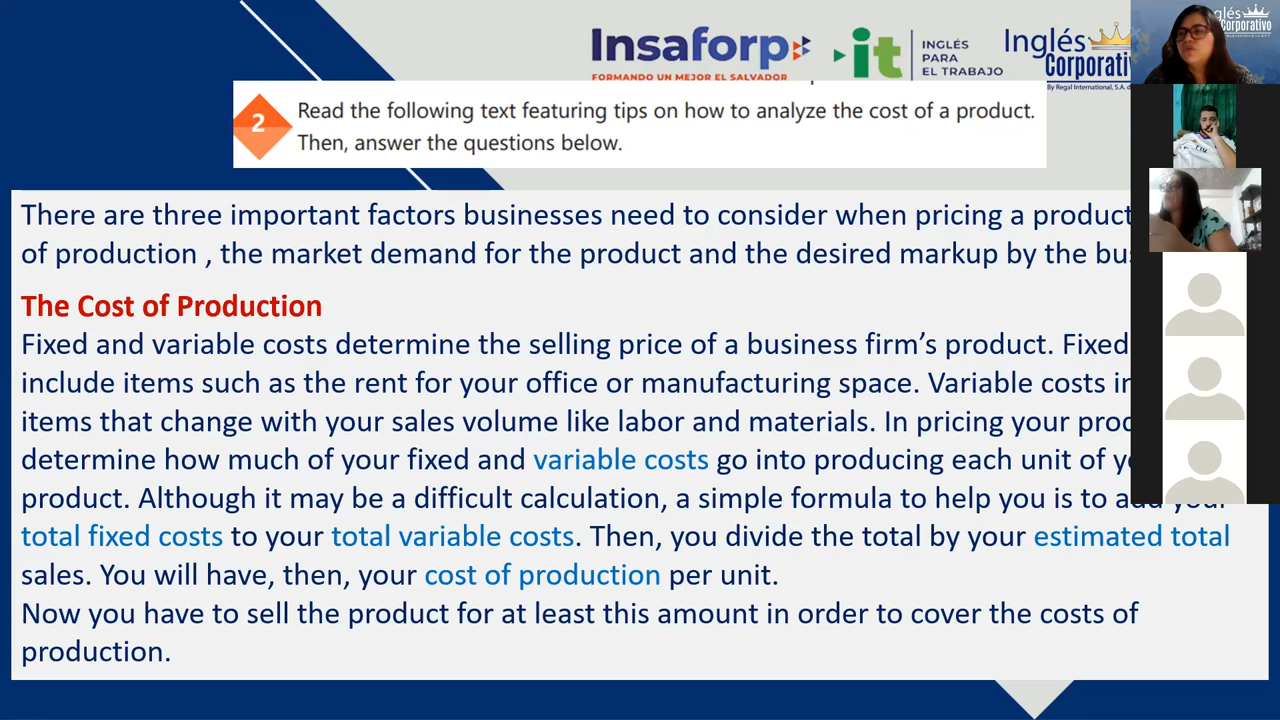 Insaforp
FORMANDO UN MEJOR EL SALVADOR
it
INGLÉS
PARA
EL TRABAJO
Inglés
Corporativo
By Regal International, S.A. d
glés
Corporativo
2
Read the following text featuring tips on how to analyze the cost of a product.
Then, answer the questions below.
There are three important factors businesses need to consider when pricing a product
of production , the market demand for the product and the desired markup by the bu
The Cost of Production
Fixed and variable costs determine the selling price of a business firm's product. Fixed
include items such as the rent for your office or manufacturing space. Variable costs in
items that change with your sales volume like labor and materials. In pricing your prod
determine how much of your fixed and variable costs go into producing each unit of yo
product. Although it may be a difficult calculation, a simple formula to help you is to add your
total fixed costs to your total variable costs. Then, you divide the total by your estimated total
sales. You will have, then, your cost of production per unit.
Now you have to sell the product for at least this amount in order to cover the costs of
production.